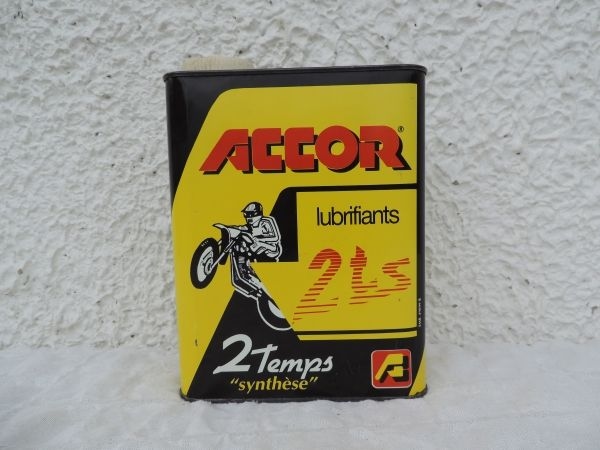 ACCOR®
lubrifiants
2ts
2Temps
"synthèse"